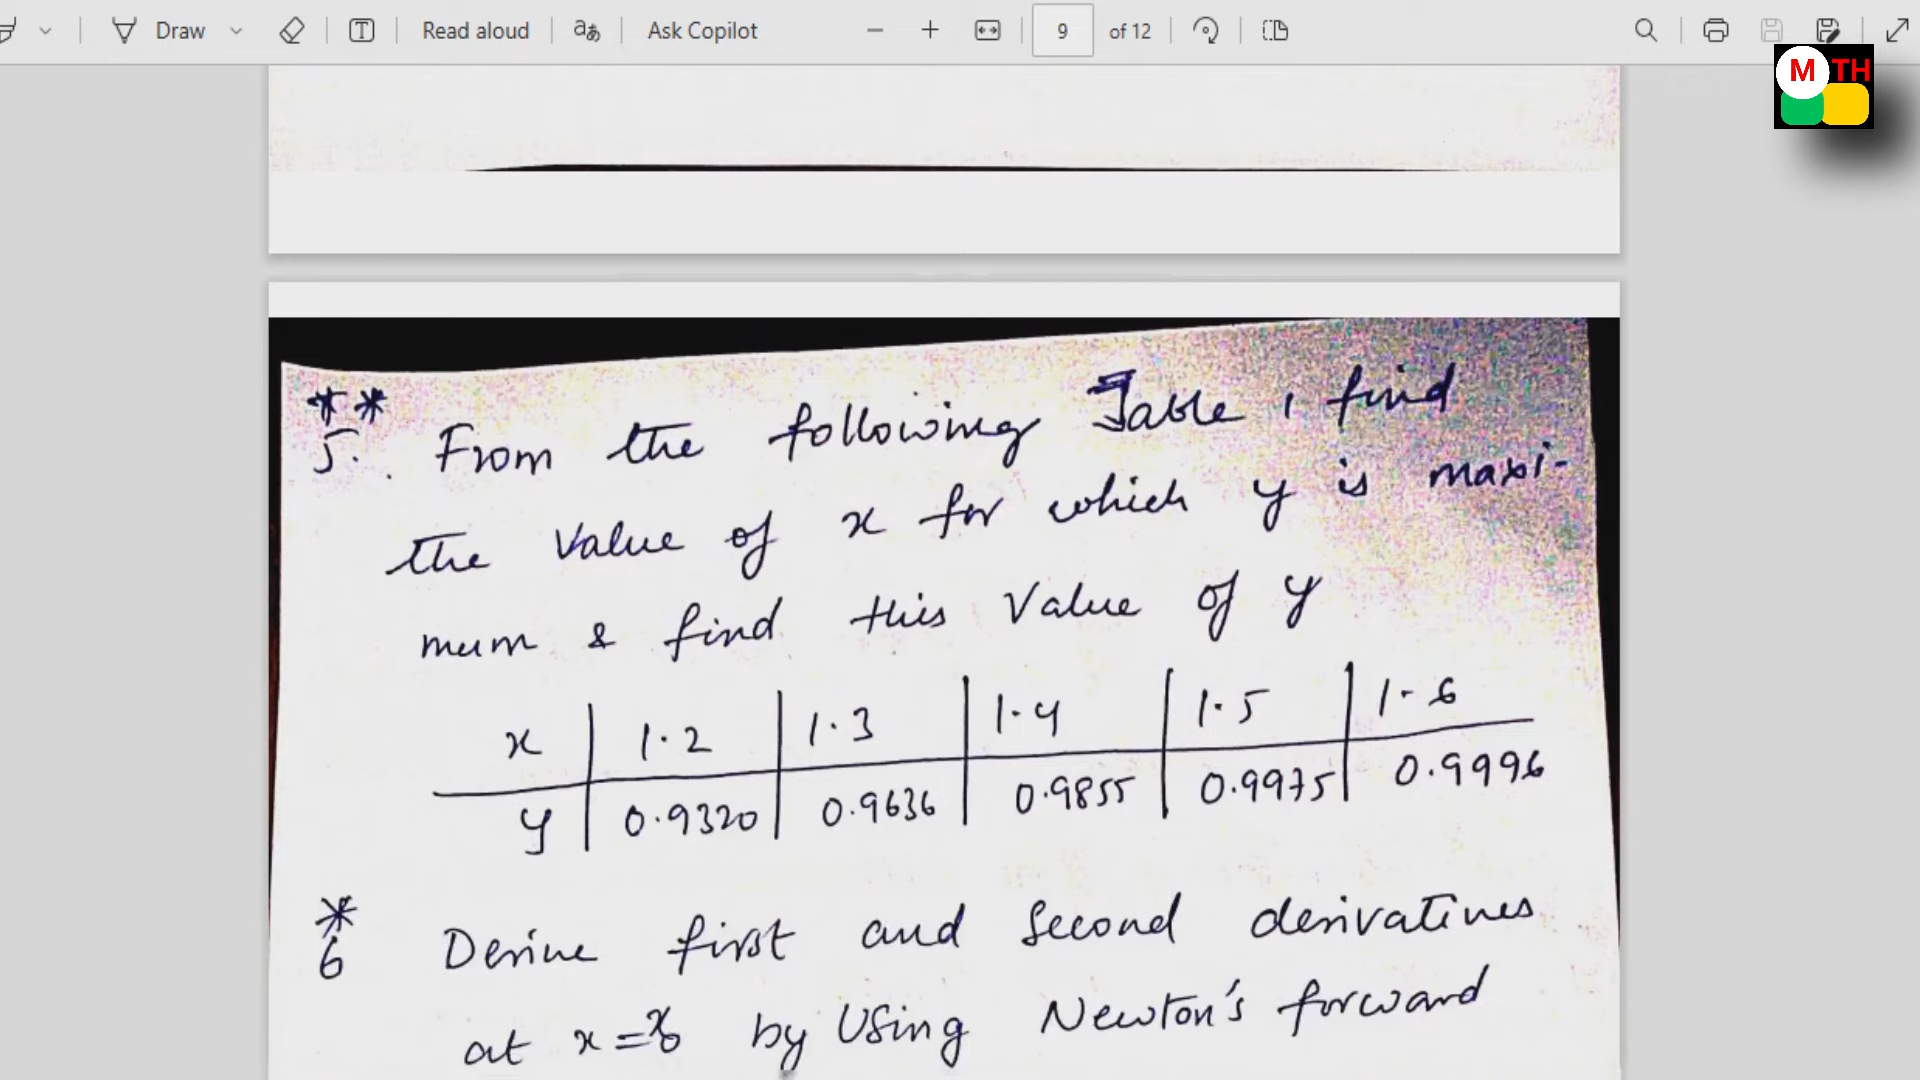 Draw Read aloud aあ Ask Copilot 9 of 12
M TH
**
5. From the following Table, find
the Value of x for which y is maxi-
mum & find this Value of y
x 1.2 1.3 1.4 1.5 1.6
y 0.9320 0.9636 0.9855 0.9975 0.9996
*
6 Derive first and Second derivatives
at x = x0 by Using Newton's forward